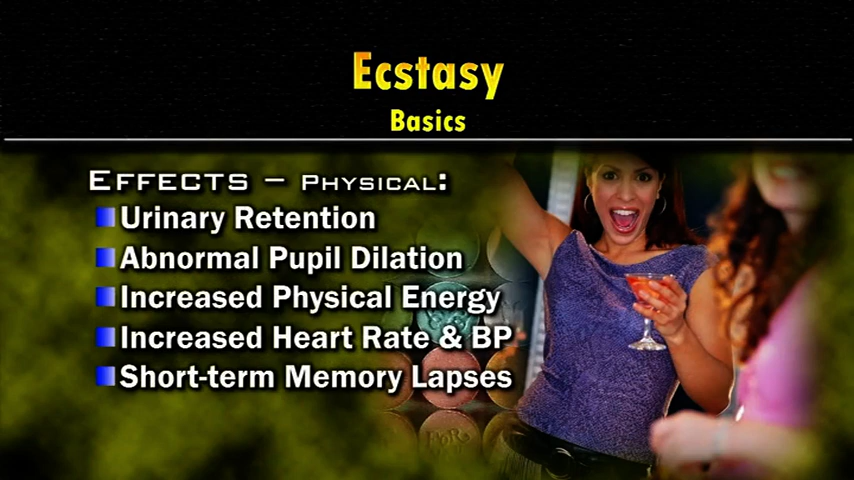 Ecstasy
Basics
EFFECTS – PHYSICAL:
Urinary Retention
Abnormal Pupil Dilation
Increased Physical Energy
Increased Heart Rate & BP
Short-term Memory Lapses